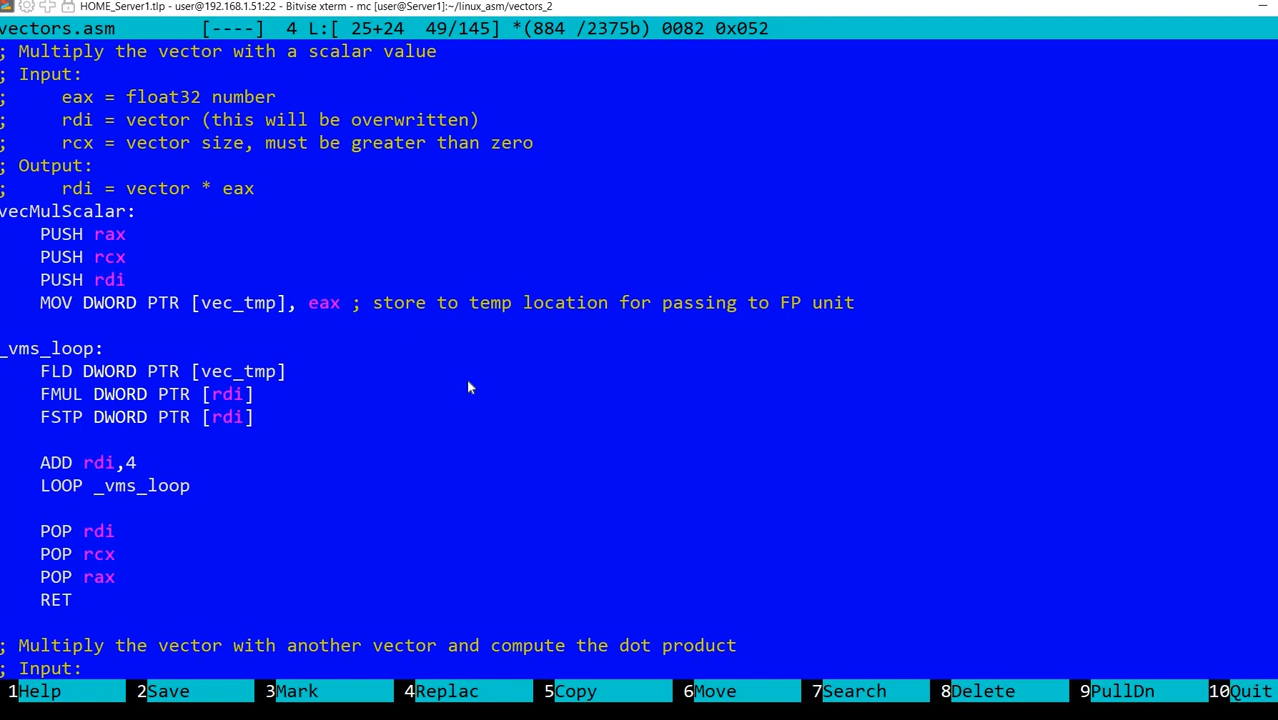 HOME_Server1.tlp - user@192.168.1.51:22 - Bitvise xterm - mc [user@Server1]:~/linux_asm/vectors_2
vectors.asm [----] 4 L:[ 25+24 49/145] *(884 /2375b) 0082 0x052
; Multiply the vector with a scalar value
; Input:
; eax = float32 number
; rdi = vector (this will be overwritten)
; rcx = vector size, must be greater than zero
; Output:
; rdi = vector * eax
vecMulScalar:
PUSH rax
PUSH rcx
PUSH rdi
MOV DWORD PTR [vec_tmp], eax ; store to temp location for passing to FP unit
_vms_loop:
FLD DWORD PTR [vec_tmp]
FMUL DWORD PTR [rdi]
FSTP DWORD PTR [rdi]
ADD rdi,4
LOOP _vms_loop
POP rdi
POP rcx
POP rax
RET
; Multiply the vector with another vector and compute the dot product
; Input:
1Help 2Save 3Mark 4Replac 5Copy 6Move 7Search 8Delete 9PullDn 10Quit